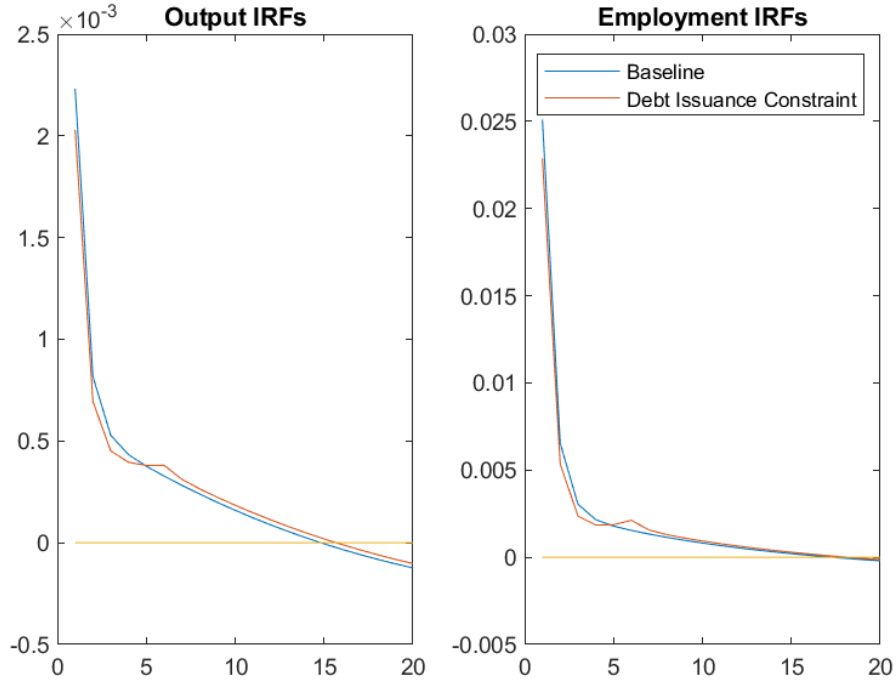 Output IRFs
×10⁻³
2.5
2
1.5
1
0.5
0
-0.5
0 5 10 15 20
Employment IRFs
Baseline
Debt Issuance Constraint
0.03
0.025
0.02
0.015
0.01
0.005
0
-0.005
0 5 10 15 20